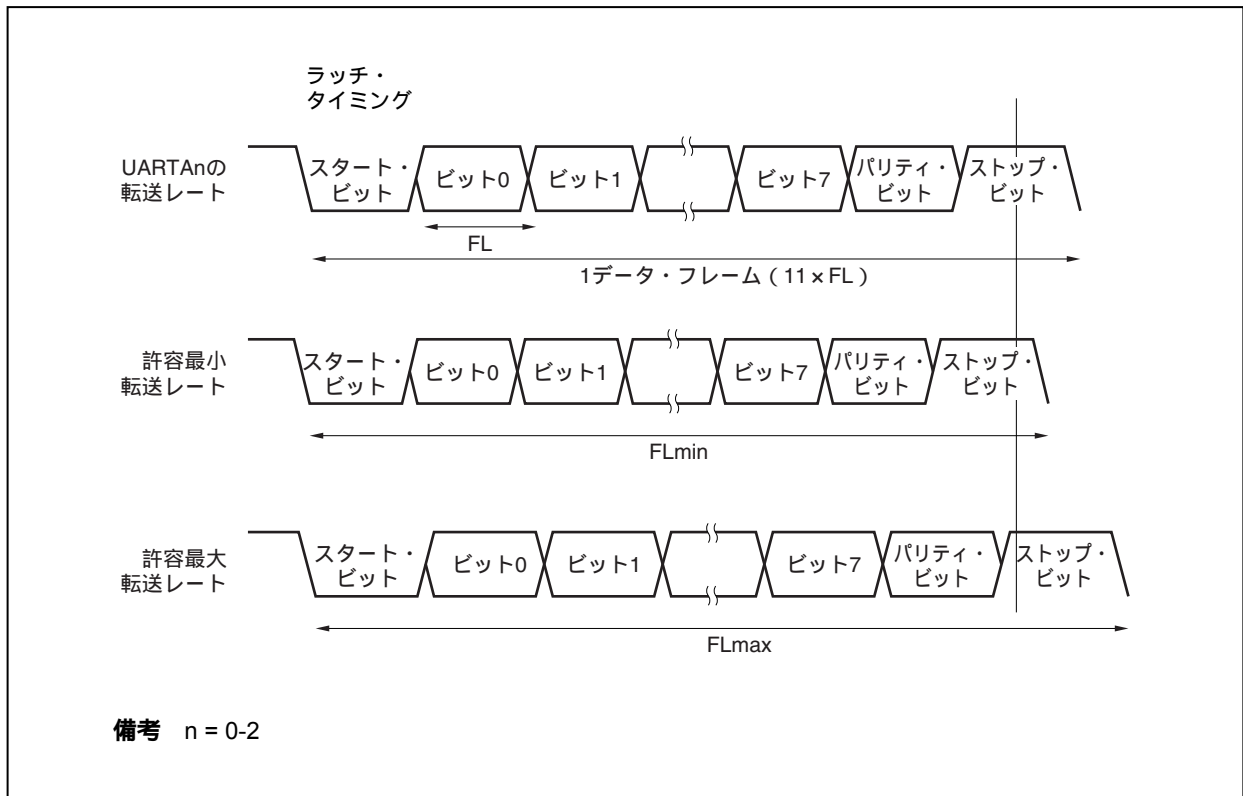 ラッチ・
タイミング
UARTAnの
転送レート
スタート・
ビット
ビット0
ビット1
ビット7
パリティ・
ビット
ストップ・
ビット
FL
1データ・フレーム（11×FL）
許容最小
転送レート
スタート・
ビット
ビット0
ビット1
ビット7
パリティ・
ビット
ストップ・
ビット
FLmin
許容最大
転送レート
スタート・
ビット
ビット0
ビット1
ビット7
パリティ・
ビット
ストップ・
ビット
FLmax
備考 n = 0-2